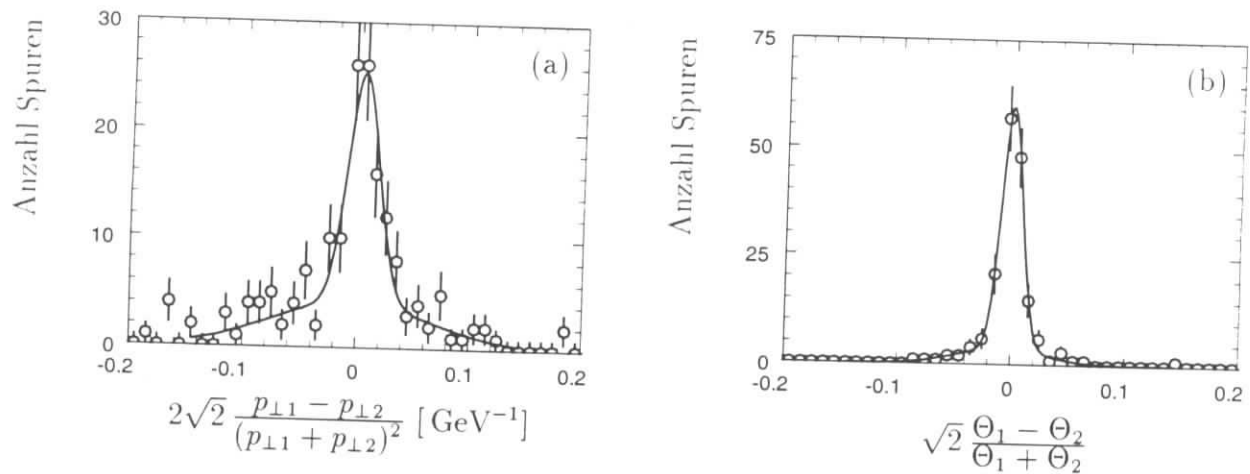 30
20
10
0
Anzahl Spuren
(a)
-0.2 -0.1 0 0.1 0.2
2√2 (p⊥1 − p⊥2)/(p⊥1 + p⊥2)² [GeV⁻¹]
75
50
25
0
Anzahl Spuren
(b)
-0.2 -0.1 0 0.1 0.2
√2 (Θ1 − Θ2)/(Θ1 + Θ2)